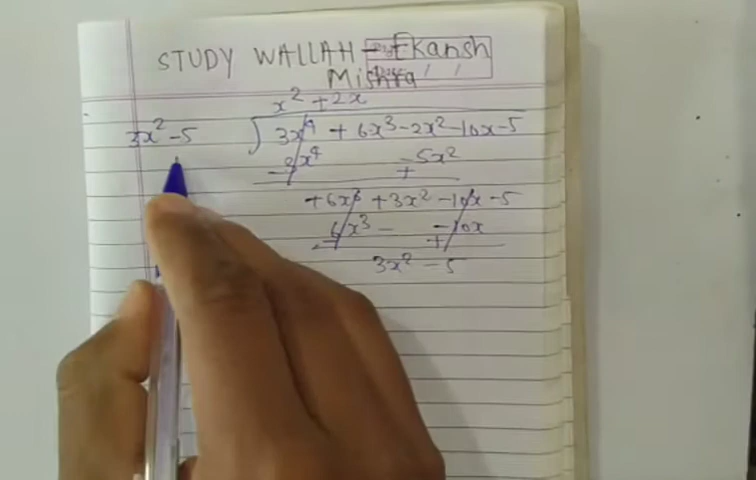 STUDY WALLAH - Ekansh
Mishra
x² + 2x
3x² - 5 ) 3x⁴ + 6x³ - 2x² - 10x - 5
- 3x⁴ - 5x²
+
+ 6x³ + 3x² - 10x - 5
- 6x³ - - 10x
+
3x² - 5